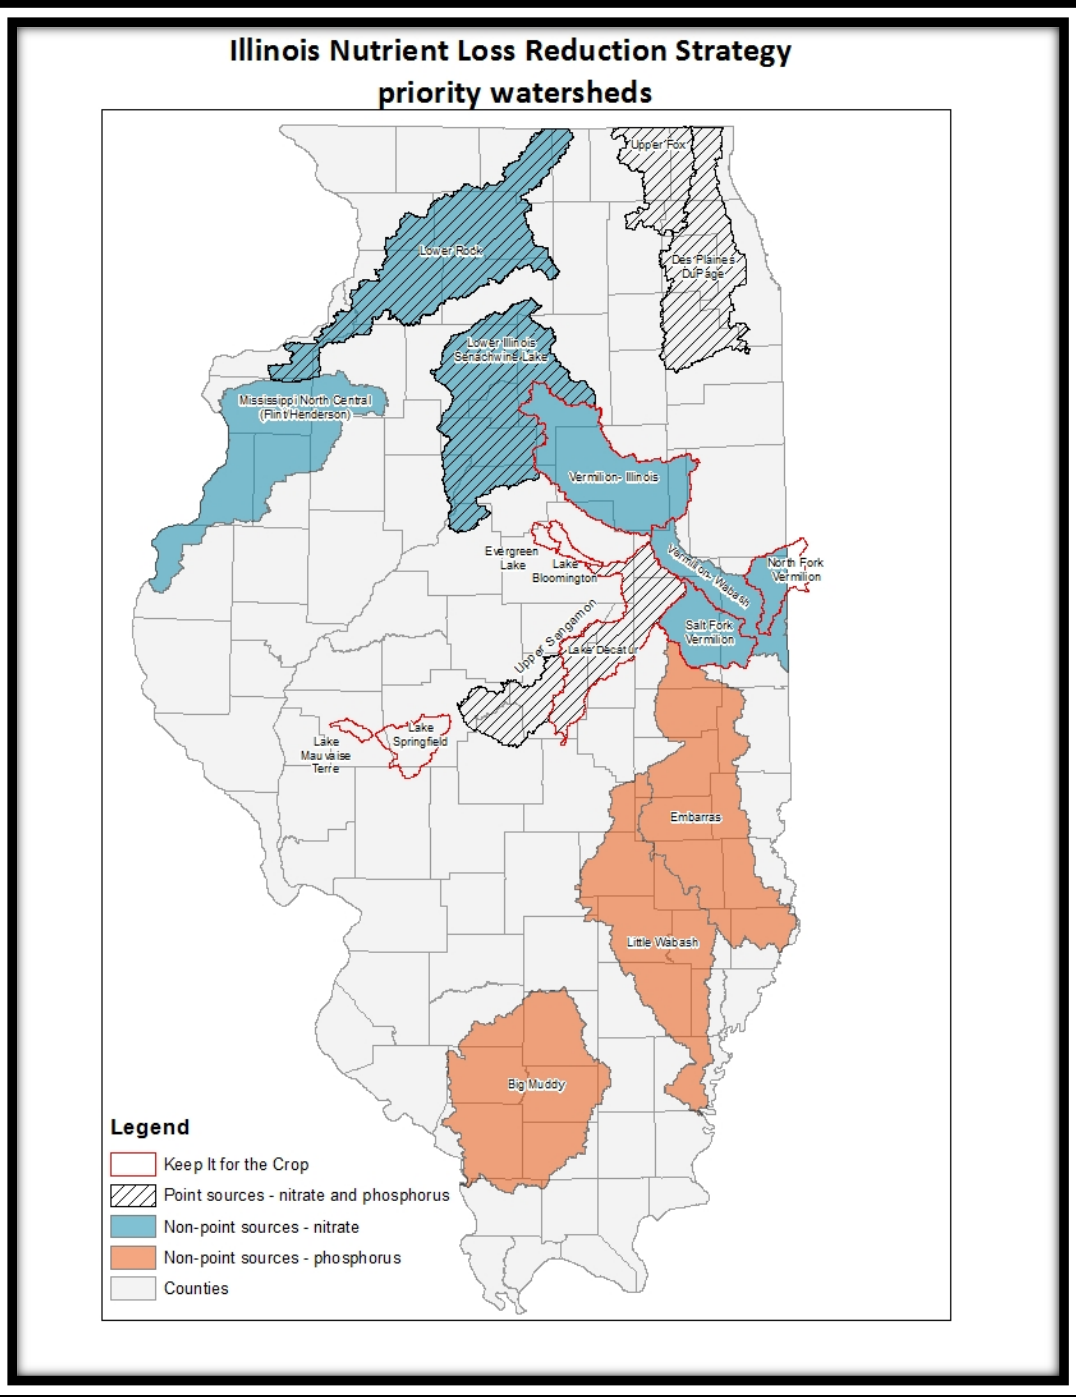 Illinois Nutrient Loss Reduction Strategy
priority watersheds
Upper Fox
Lower Rock
Des Plaines
DuPage
Lower Illinois
Senachwine Lake
Mississippi North Central
(Flint/Henderson)
Vermilion- Illinois
Evergreen
Lake
Lake
Bloomington
Vermilion- Wabash
North Fork
Vermilion
Salt Fork
Vermilion
Upper Sangamon
Lake Decatur
Lake
Springfield
Lake
Mauvaise
Terre
Embarras
Little Wabash
Big Muddy
Legend
Keep It for the Crop
Point sources - nitrate and phosphorus
Non-point sources - nitrate
Non-point sources - phosphorus
Counties